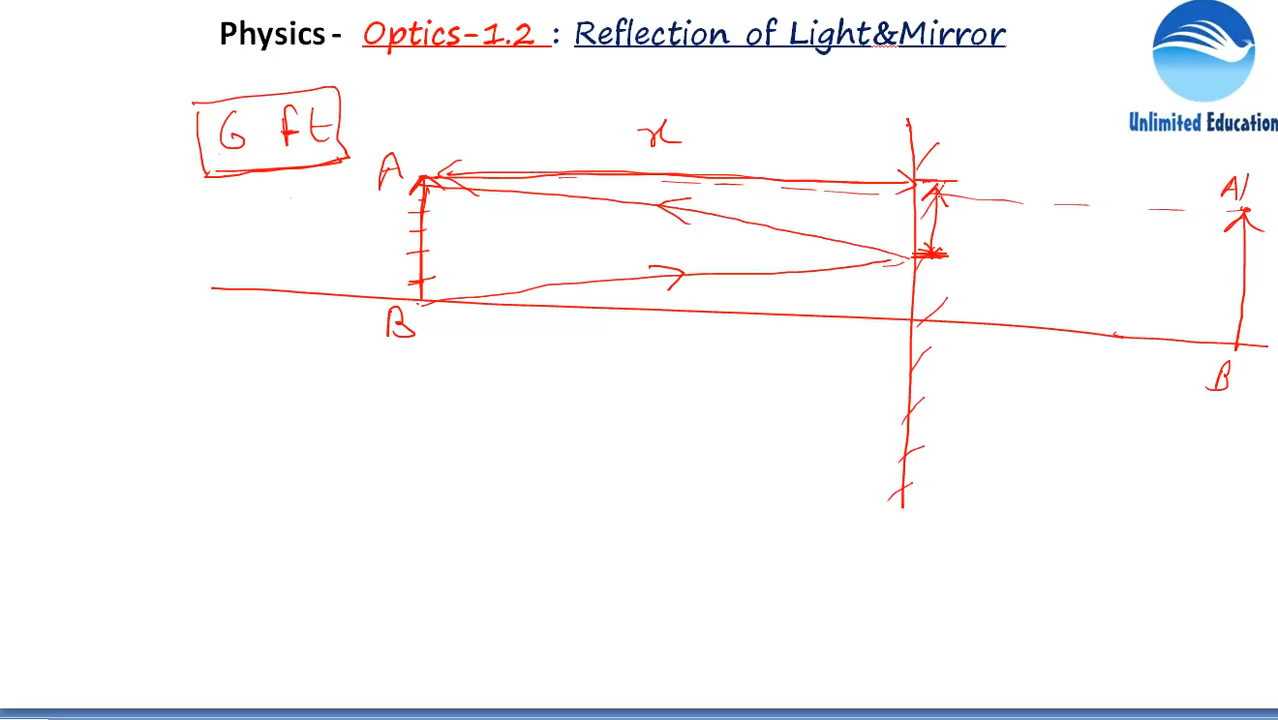 Physics - Optics-1.2 : Reflection of Light&Mirror
Unlimited Education
6 ft
x
A
A'
B
B